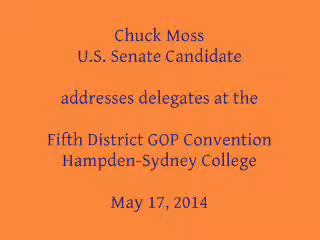 Chuck Moss
U.S. Senate Candidate
addresses delegates at the
Fifth District GOP Convention
Hampden-Sydney College
May 17, 2014